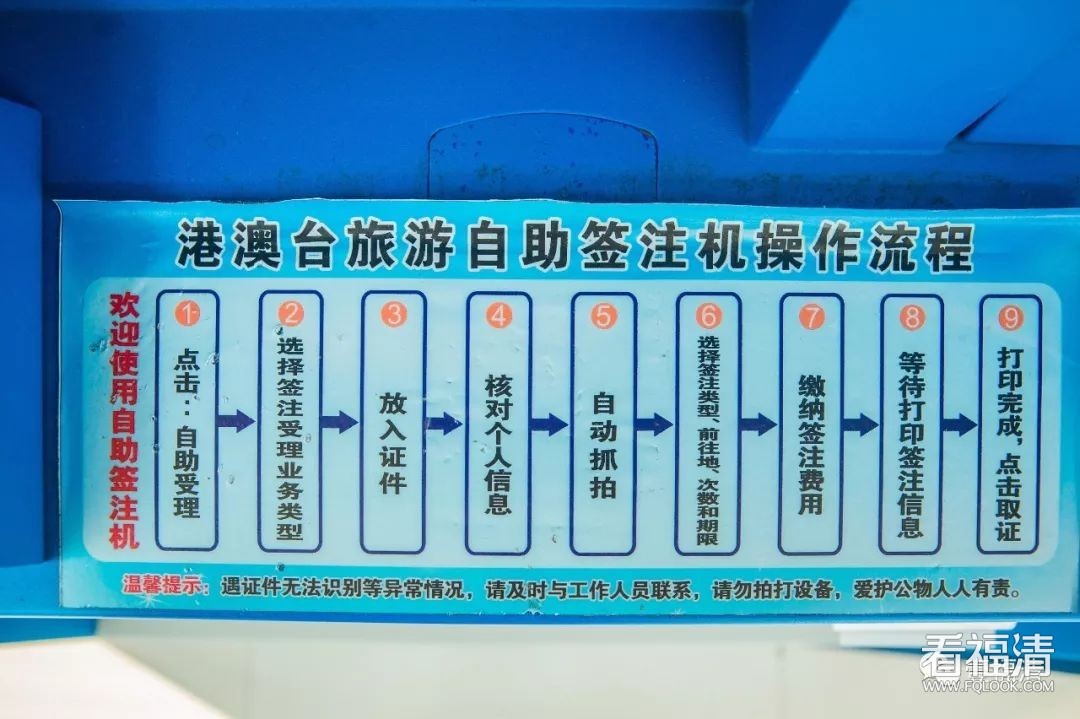 港澳台旅游自助签注机操作流程
欢迎使用自助签注机
1
点击：自助受理
2
选择签注受理业务类型
3
放入证件
4
核对个人信息
5
自动抓拍
6
选择签注类型、前往地、次数和期限
7
缴纳签注费用
8
等待打印签注信息
9
打印完成，点击取证
温馨提示：遇证件无法识别等异常情况，请及时与工作人员联系，请勿拍打设备，爱护公物人人有责。
看福清
WWW.FQLOOK.COM